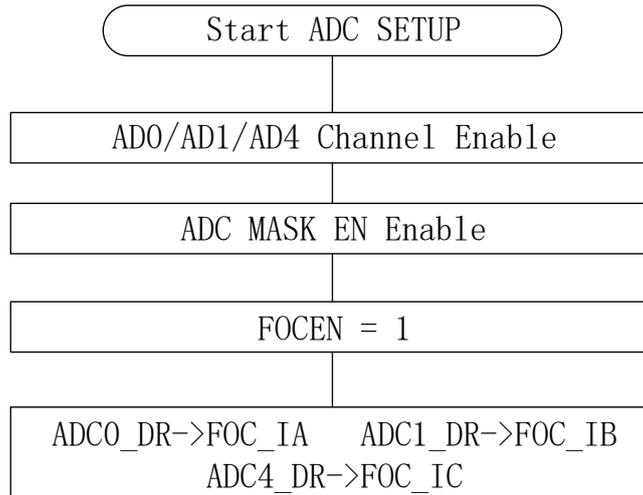 Start ADC SETUP
AD0/AD1/AD4 Channel Enable
ADC MASK EN Enable
FOCEN = 1
ADC0_DR->FOC_IA ADC1_DR->FOC_IB
ADC4_DR->FOC_IC